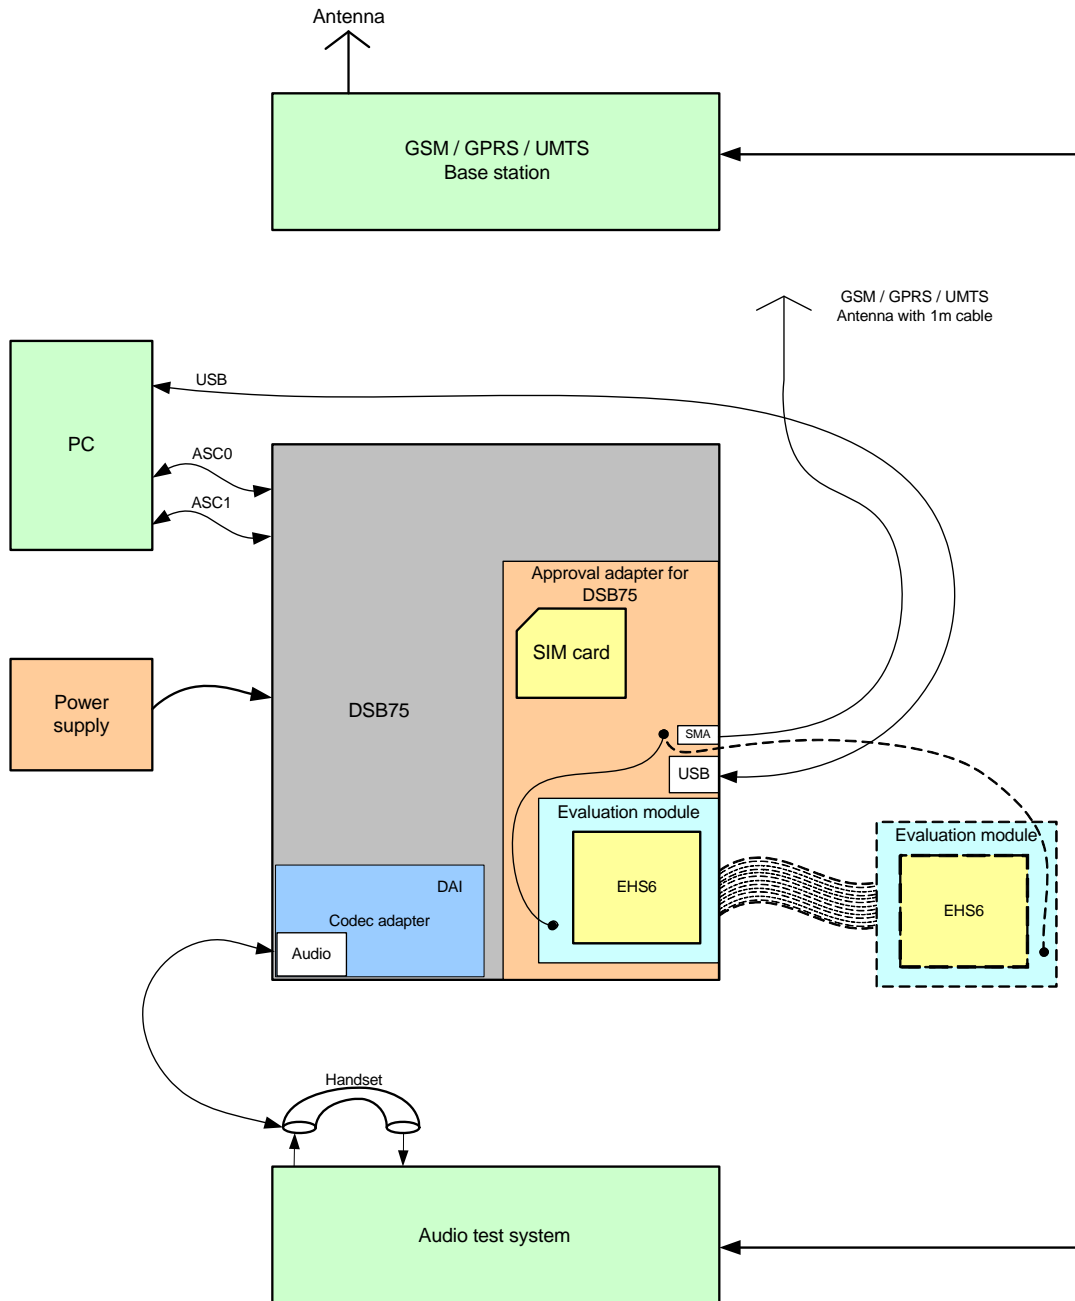 Antenna
GSM / GPRS / UMTS
Base station
GSM / GPRS / UMTS
Antenna with 1m cable
USB
PC
ASC0
ASC1
Approval adapter for
DSB75
SIM card
Power
supply
DSB75
SMA
USB
Evaluation module
EHS6
Evaluation module
EHS6
DAI
Codec adapter
Audio
Handset
Audio test system